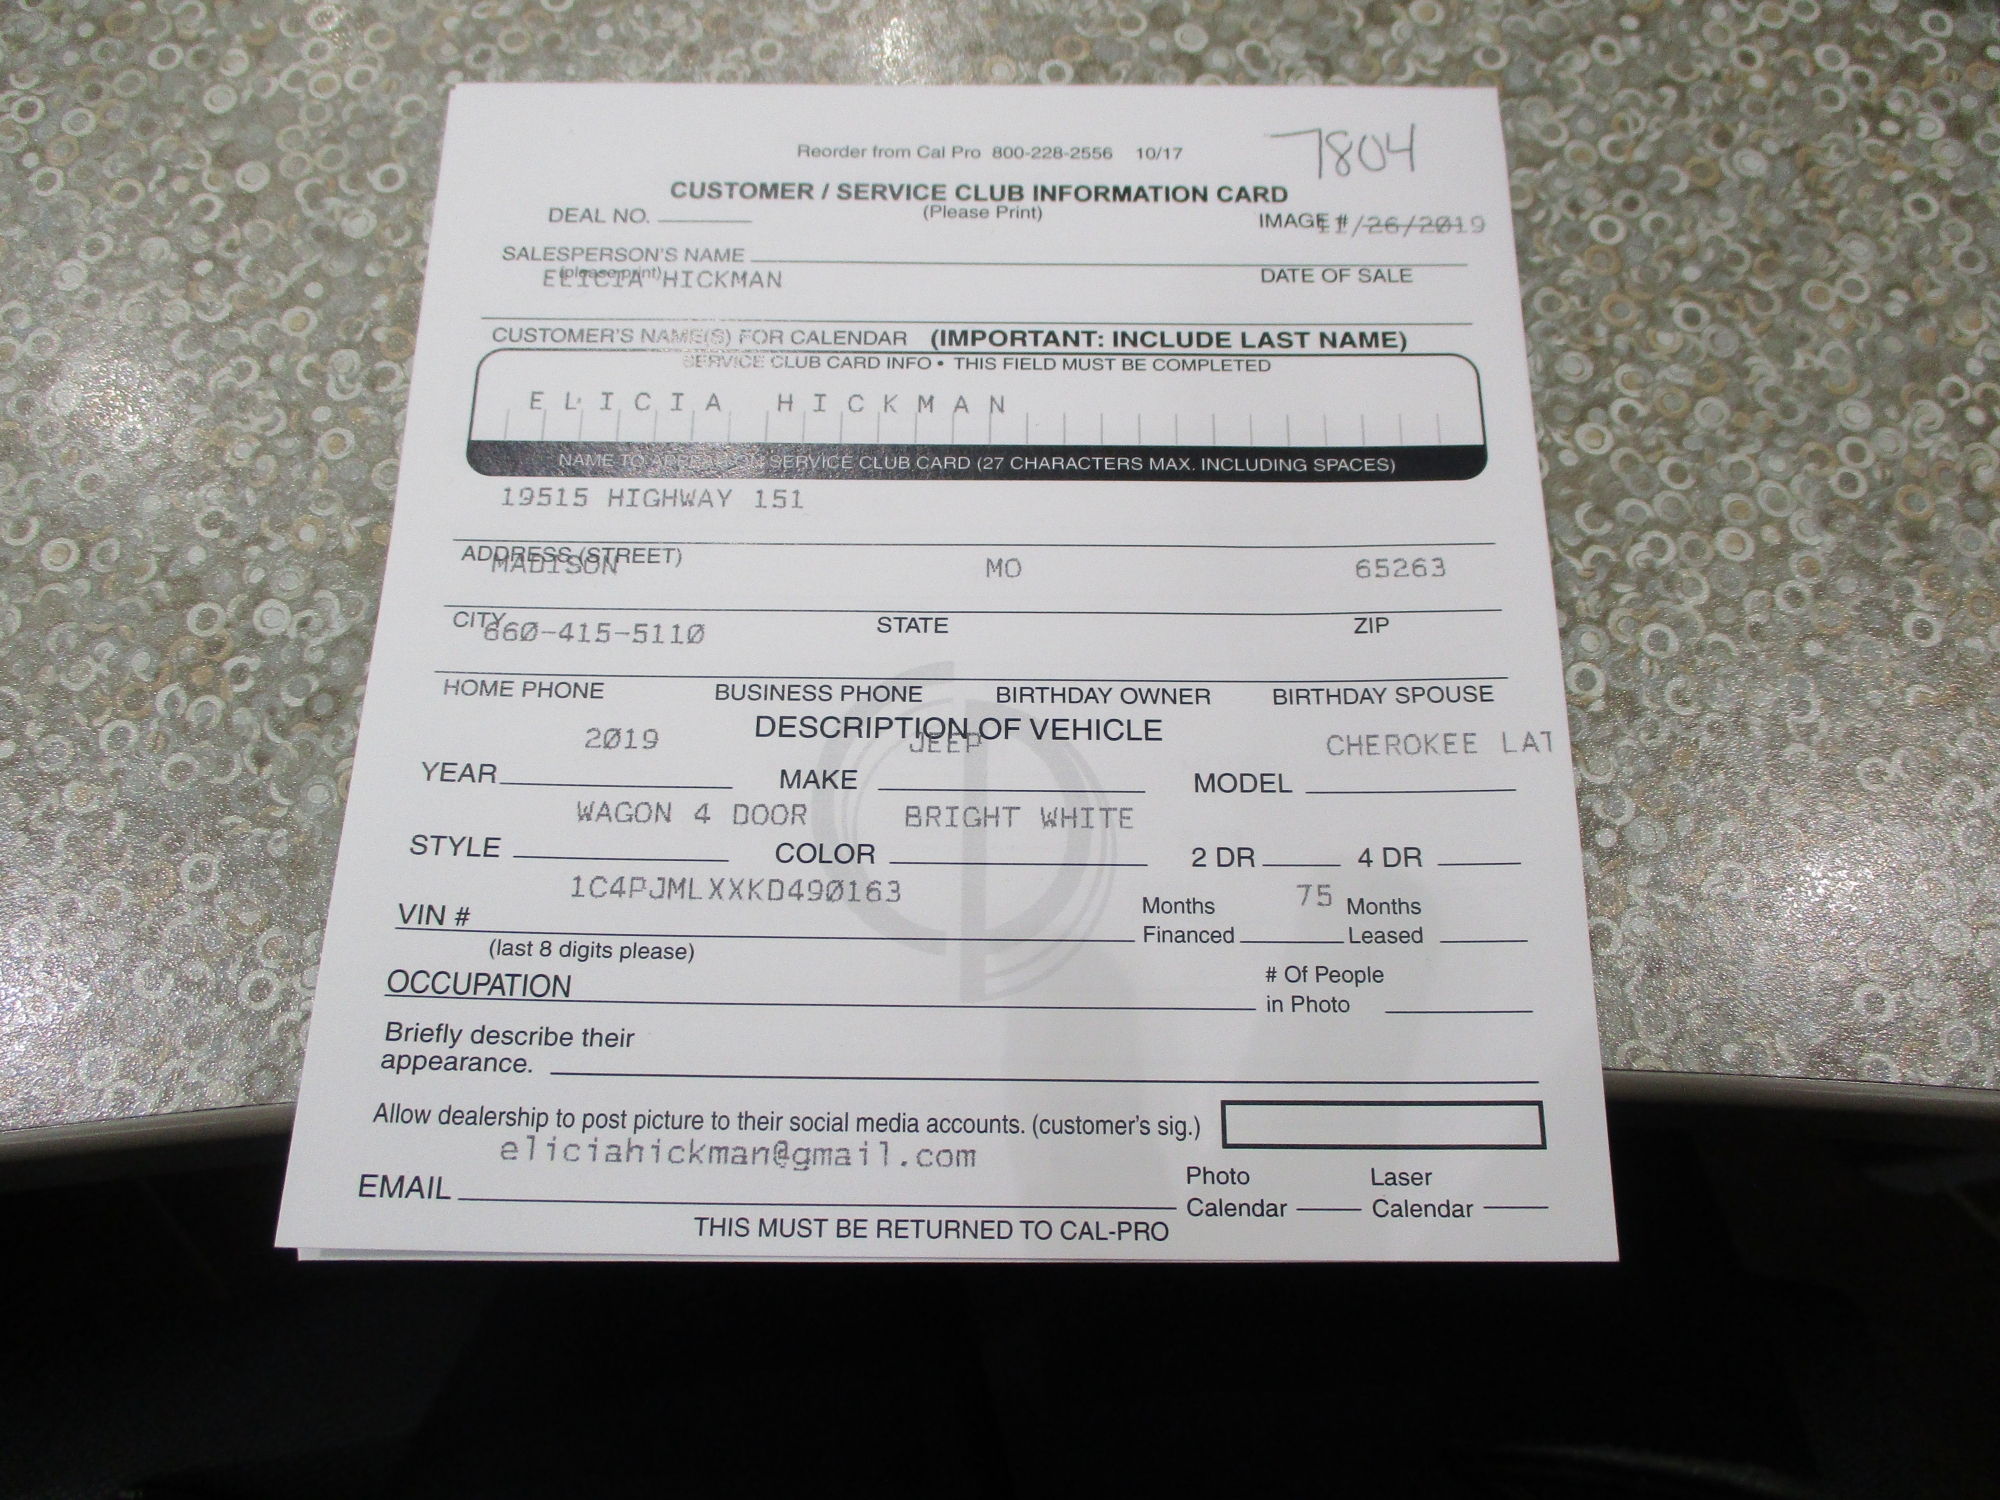 Reorder from Cal Pro 800-228-2556 10/17 7804
CUSTOMER / SERVICE CLUB INFORMATION CARD
DEAL NO. (Please Print) IMAGE # 11/26/2019
SALESPERSON'S NAME
(please print) ELICIA HICKMAN DATE OF SALE
CUSTOMER'S NAME(S) FOR CALENDAR (IMPORTANT: INCLUDE LAST NAME)
SERVICE CLUB CARD INFO • THIS FIELD MUST BE COMPLETED
ELICIA HICKMAN
NAME TO APPEAR ON SERVICE CLUB CARD (27 CHARACTERS MAX. INCLUDING SPACES)
19515 HIGHWAY 151
ADDRESS (STREET)
MADISON MO 65263
CITY STATE ZIP
660-415-5110
HOME PHONE BUSINESS PHONE BIRTHDAY OWNER BIRTHDAY SPOUSE
DESCRIPTION OF VEHICLE
2019 JEEP CHEROKEE LAT
YEAR MAKE MODEL
WAGON 4 DOOR BRIGHT WHITE
STYLE COLOR 2 DR 4 DR
1C4PJMLXXKD490163 75
VIN # Months Financed Months Leased
(last 8 digits please)
OCCUPATION # Of People in Photo
Briefly describe their
appearance.
Allow dealership to post picture to their social media accounts. (customer's sig.)
eliciahickman@gmail.com
EMAIL Photo Calendar Laser Calendar
THIS MUST BE RETURNED TO CAL-PRO